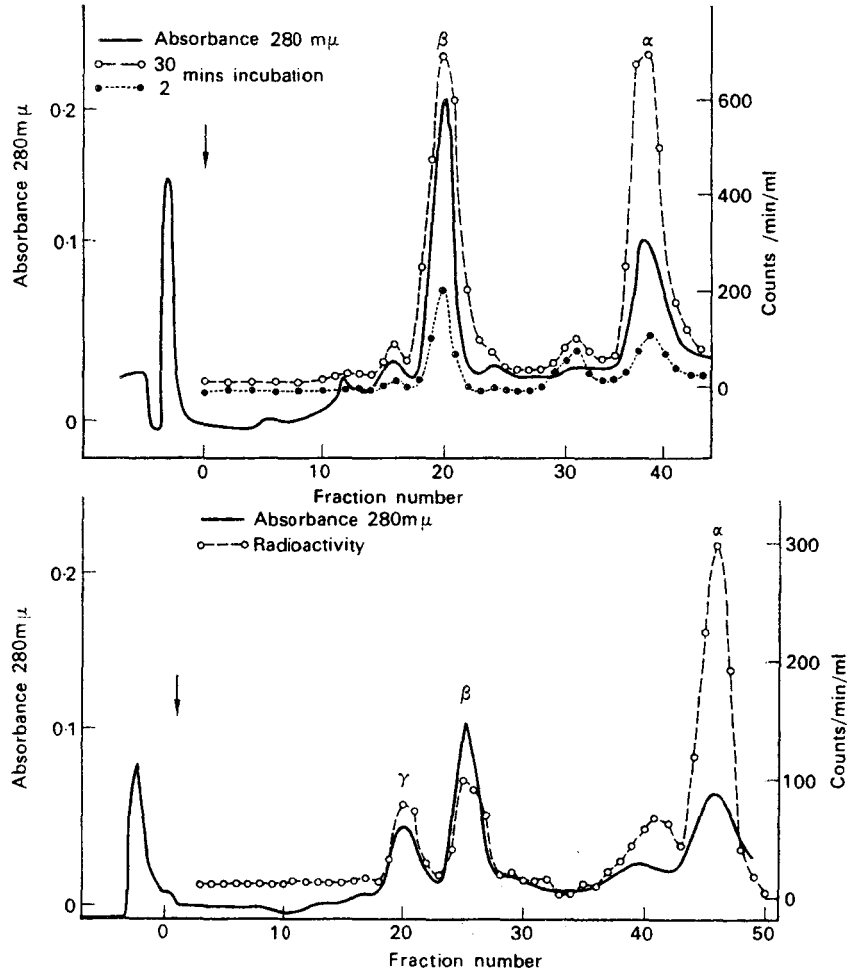 Absorbance 280 mμ
30
mins incubation
2
β
α
Absorbance 280mμ
0·2
0·1
0
600
400
200
0
Counts /min/ml
0 10 20 30 40
Fraction number
Absorbance 280mμ
Radioactivity
γ
β
α
Absorbance 280mμ
0·2
0·1
0
300
200
100
0
Counts/min/ml
0 10 20 30 40 50
Fraction number